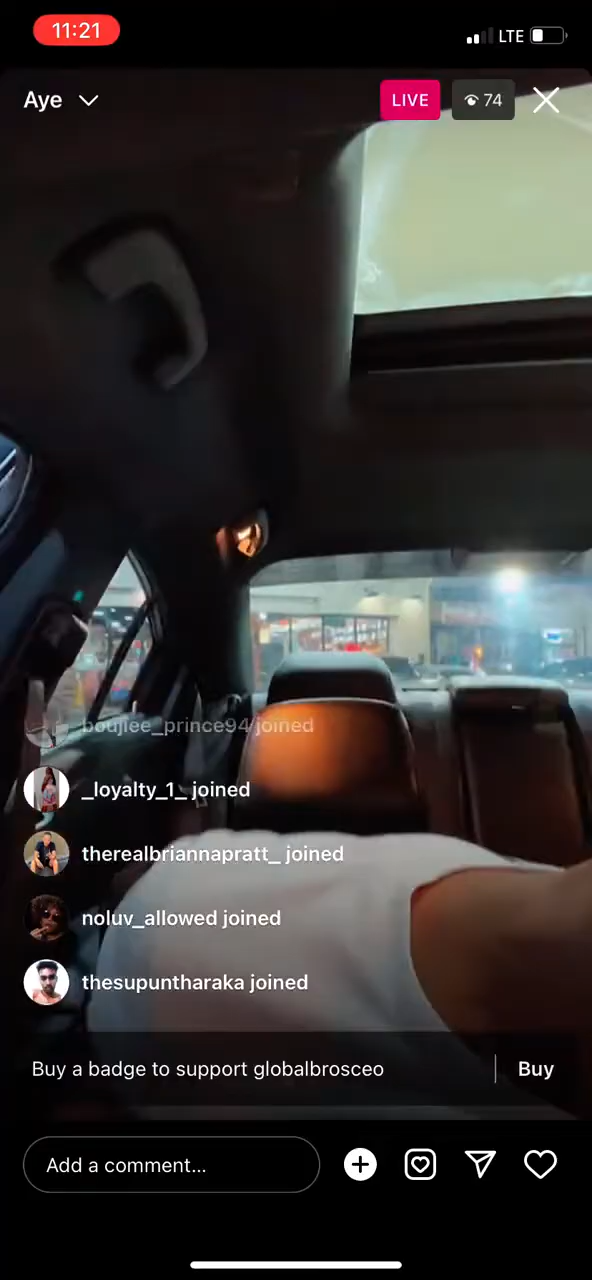 11:21
LTE
Aye
LIVE
74
boujiee_prince94 joined
_loyalty_1_ joined
therealbriannapratt_ joined
noluv_allowed joined
thesupuntharaka joined
Buy a badge to support globalbrosceo
Buy
Add a comment...